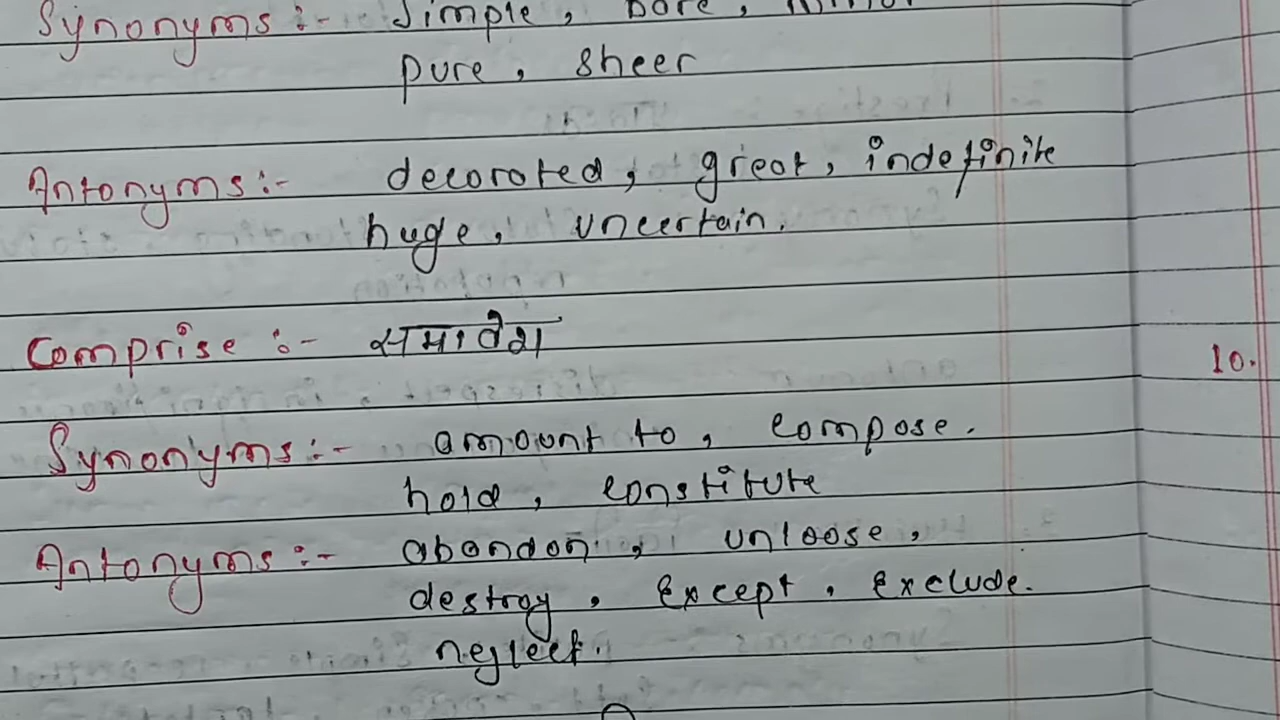 Synonyms :- Simple, bare, minor
pure, sheer
Antonyms :- decorated, great, indefinite
huge, uncertain.
Comprise :- समावेश
10.
Synonyms :- amount to, compose.
hold, constitute
Antonyms :- abandon, unloose,
destroy, except, exclude.
neglect.